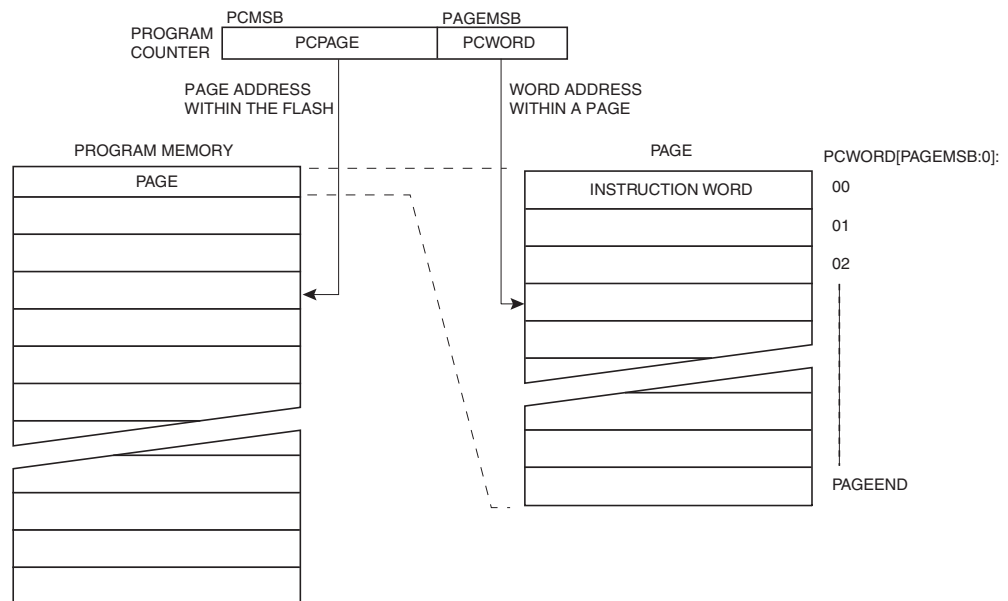 PCMSB
PAGEMSB
PROGRAM
COUNTER
PCPAGE
PCWORD
PAGE ADDRESS
WITHIN THE FLASH
WORD ADDRESS
WITHIN A PAGE
PROGRAM MEMORY
PAGE
PAGE
PCWORD[PAGEMSB:0]:
INSTRUCTION WORD
00
01
02
PAGEEND